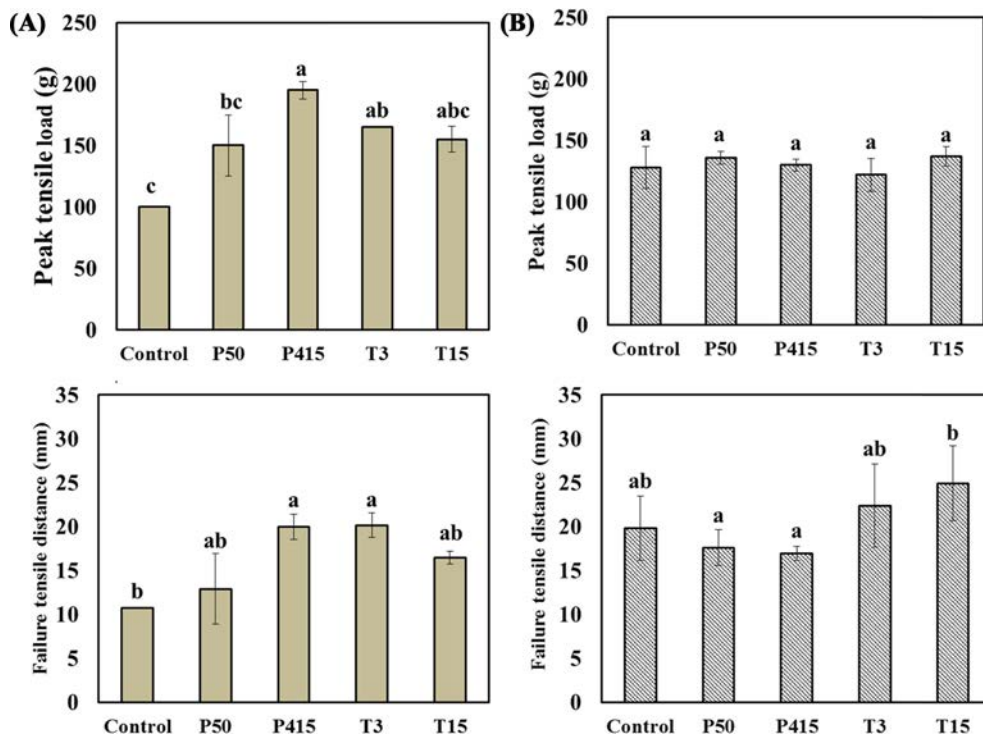 (A)
Peak tensile load (g)
250
200
150
100
50
0
c
bc
a
ab
abc
Control P50 P415 T3 T15
(B)
Peak tensile load (g)
250
200
150
100
50
0
a
a
a
a
a
Control P50 P415 T3 T15
Failure tensile distance (mm)
35
30
25
20
15
10
5
0
b
ab
a
a
ab
Control P50 P415 T3 T15
Failure tensile distance (mm)
35
30
25
20
15
10
5
0
ab
a
a
ab
b
Control P50 P415 T3 T15